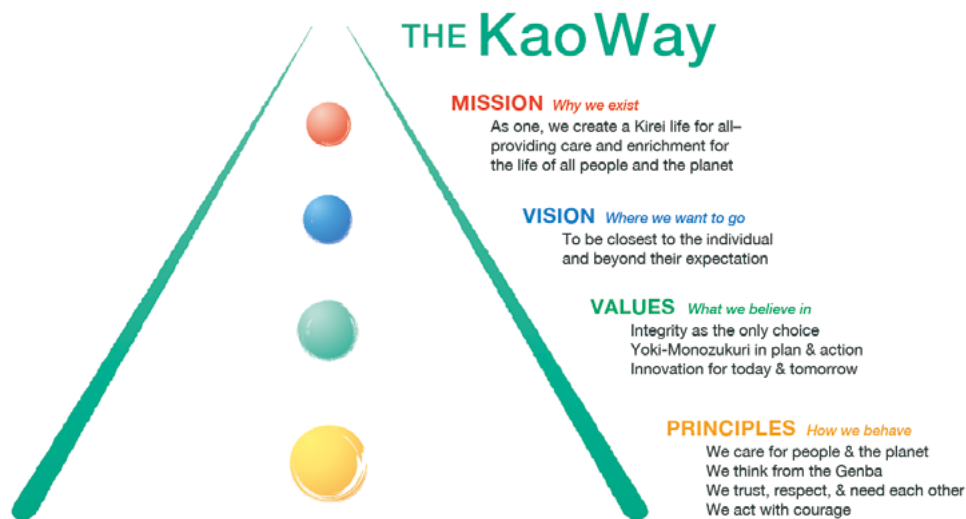 THE Kao Way
MISSION Why we exist
As one, we create a Kirei life for all–
providing care and enrichment for
the life of all people and the planet
VISION Where we want to go
To be closest to the individual
and beyond their expectation
VALUES What we believe in
Integrity as the only choice
Yoki-Monozukuri in plan & action
Innovation for today & tomorrow
PRINCIPLES How we behave
We care for people & the planet
We think from the Genba
We trust, respect, & need each other
We act with courage